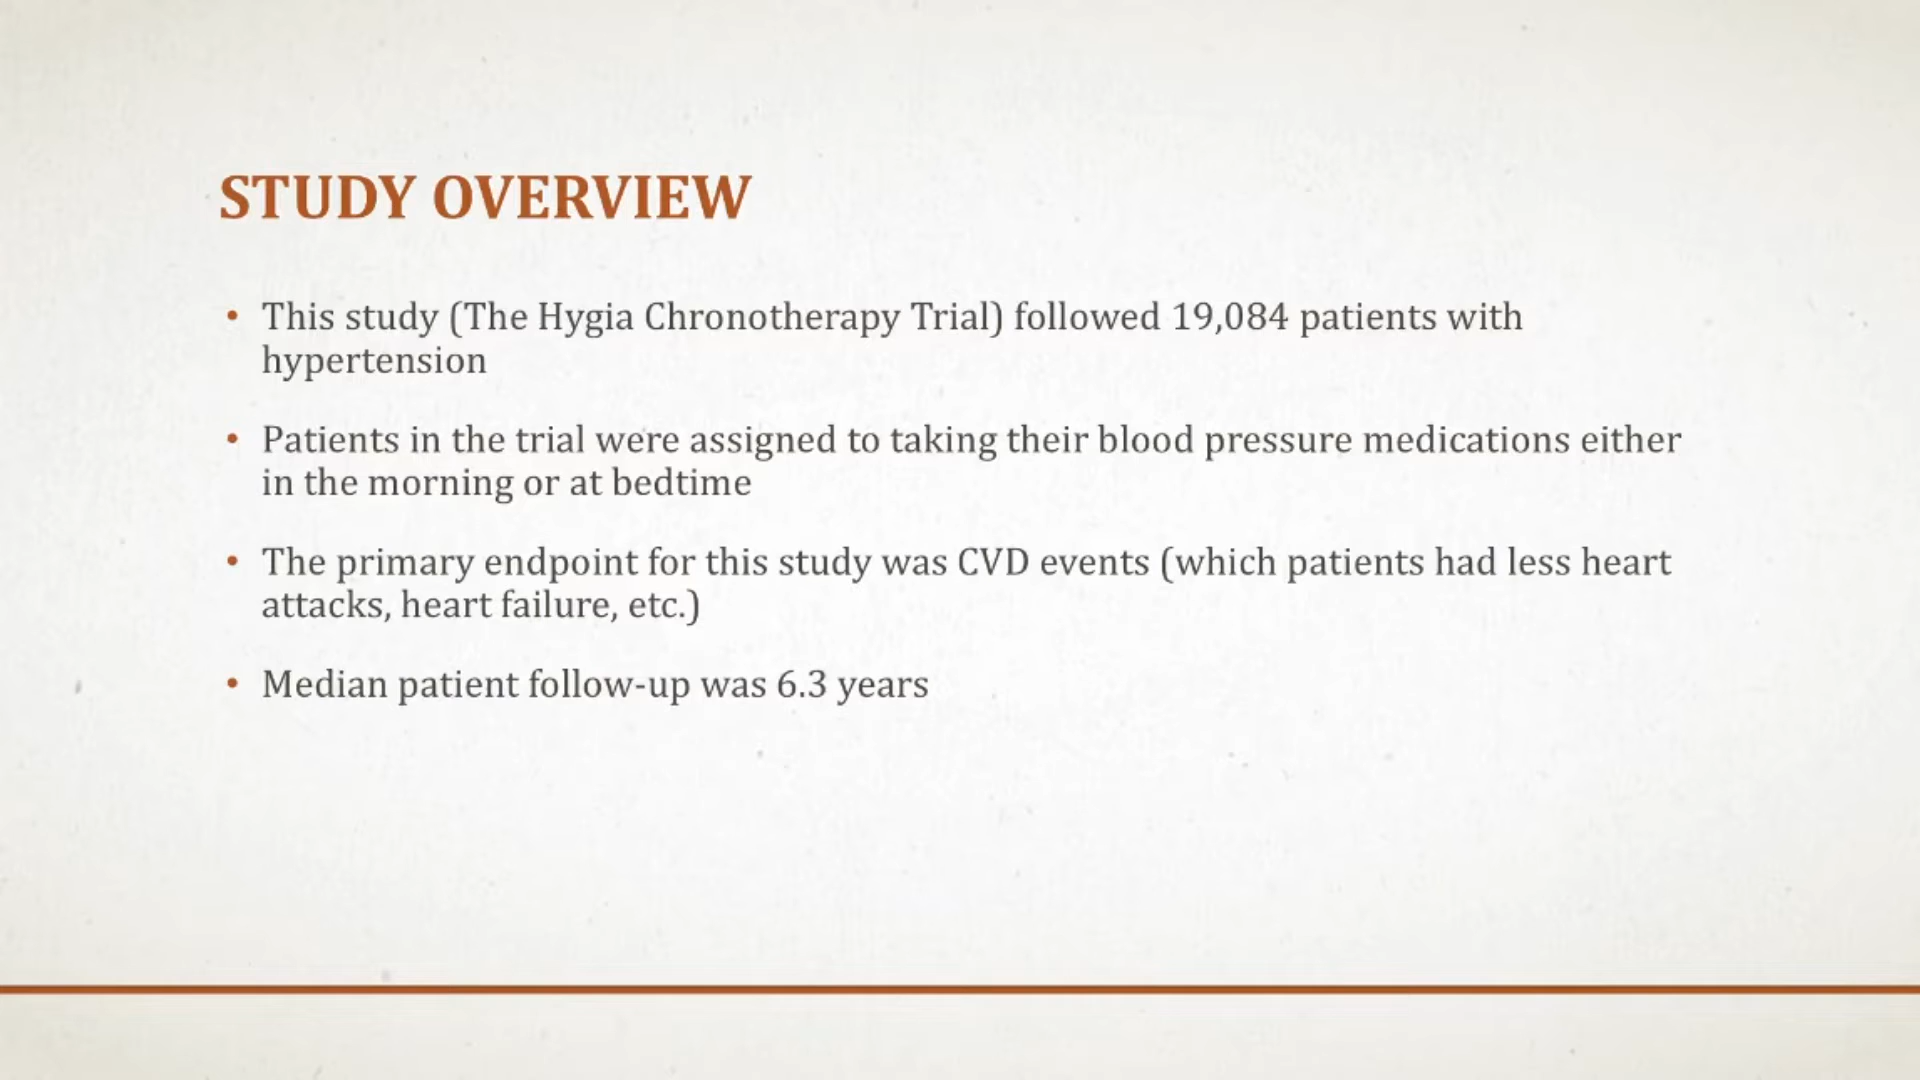 STUDY OVERVIEW
• This study (The Hygia Chronotherapy Trial) followed 19,084 patients with
hypertension
• Patients in the trial were assigned to taking their blood pressure medications either
in the morning or at bedtime
• The primary endpoint for this study was CVD events (which patients had less heart
attacks, heart failure, etc.)
• Median patient follow-up was 6.3 years